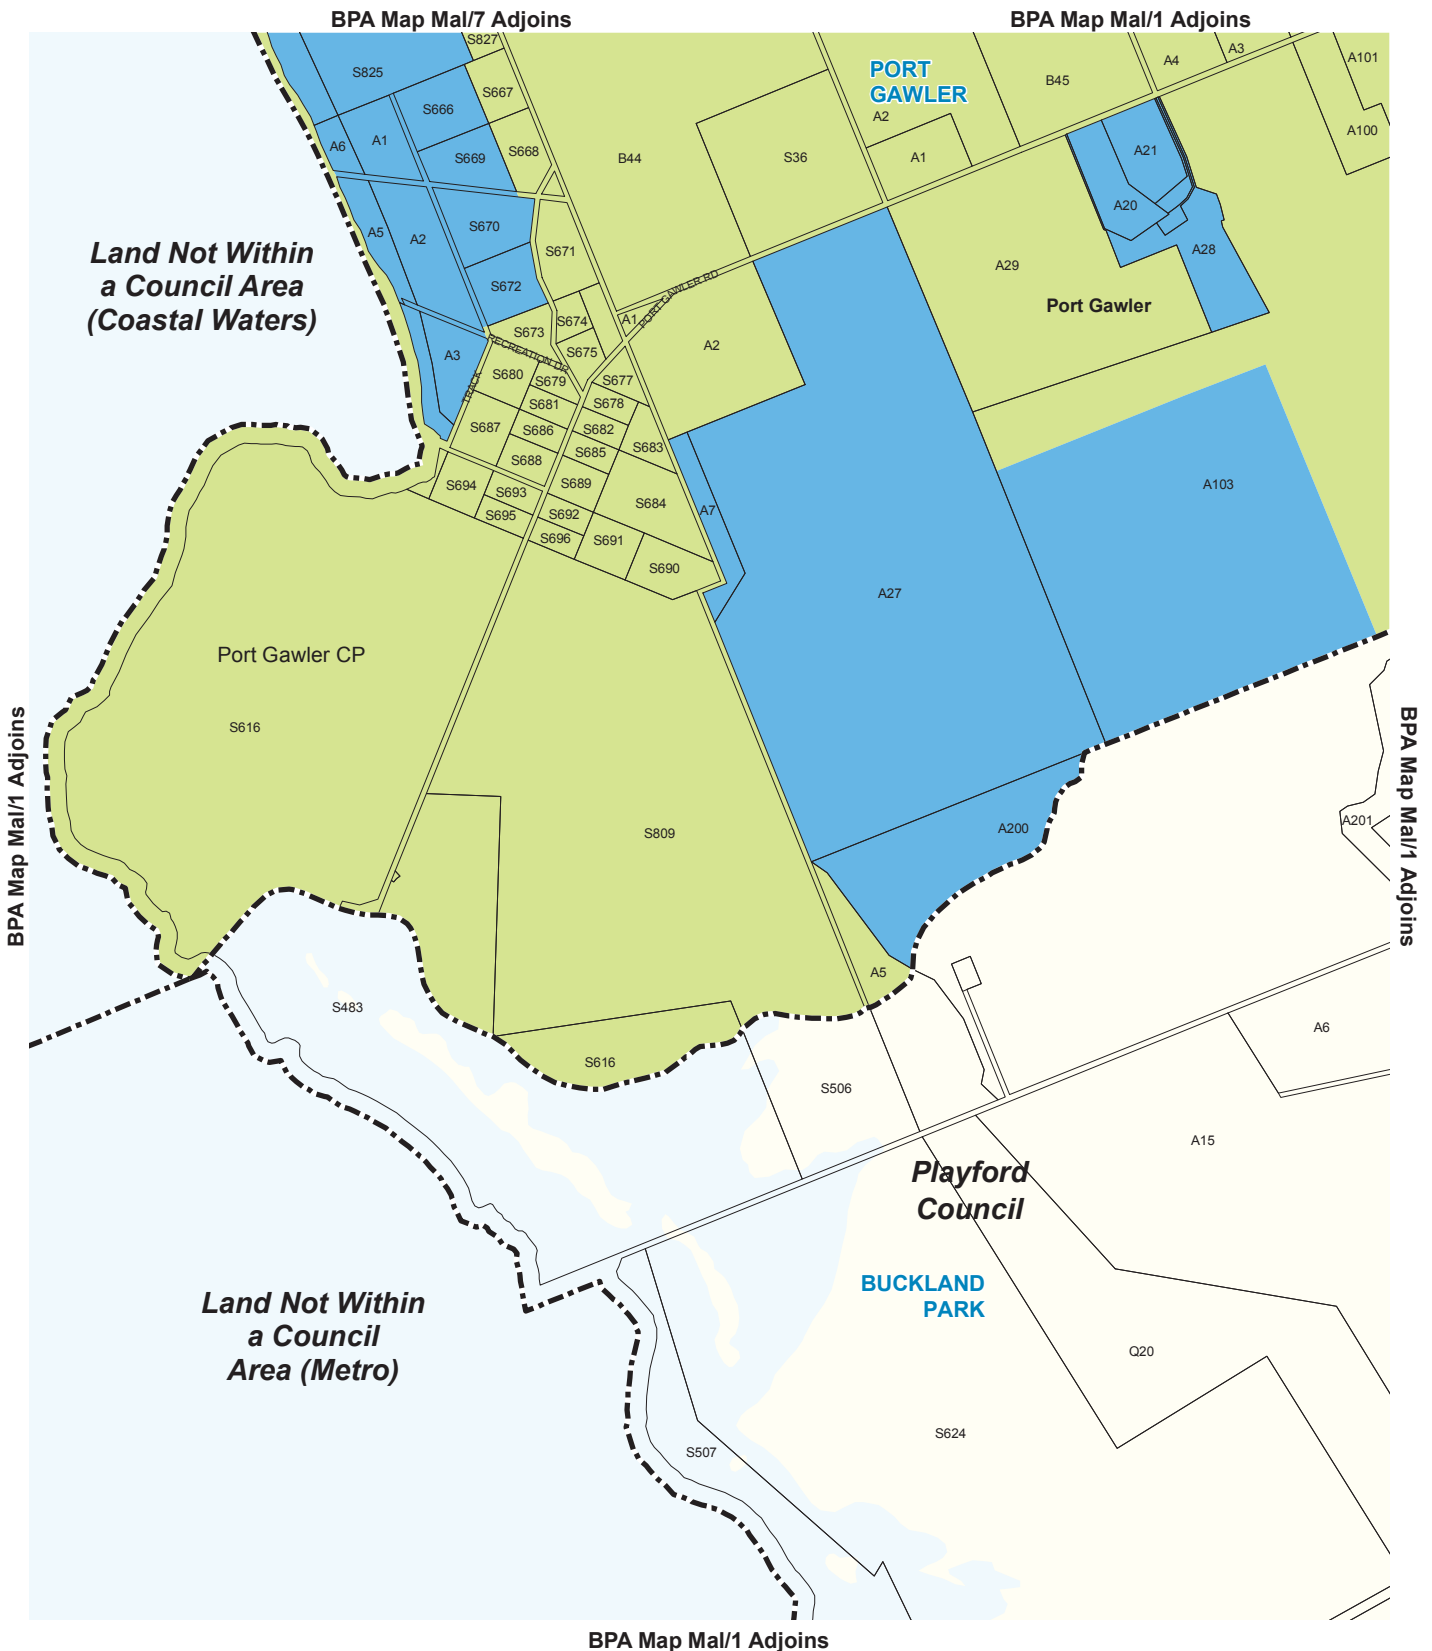 BPA Map Mal/7 Adjoins
BPA Map Mal/1 Adjoins
S827
S825
S667
S666
A6
A1
S669
S668
B44
S36
PORT
GAWLER
A2
A1
B45
A4
A3
A101
A100
A21
A20
A28
A29
Port Gawler
Land Not Within
a Council Area
(Coastal Waters)
A5
A2
S670
S671
S672
S673
S674
S675
A1
PORT GAWLER RD
A2
RECREATION DR
TRACK
A3
S680
S679
S677
S681
S678
S687
S686
S682
S683
S688
S685
S694
S693
S689
S684
S695
S692
S696
S691
S690
A7
A27
A103
Port Gawler CP
S616
S809
A200
A201
BPA Map Mal/1 Adjoins
BPA Map Mal/1 Adjoins
A5
S483
S616
S506
A6
A15
Playford
Council
BUCKLAND
PARK
Land Not Within
a Council
Area (Metro)
Q20
S624
S507
BPA Map Mal/1 Adjoins